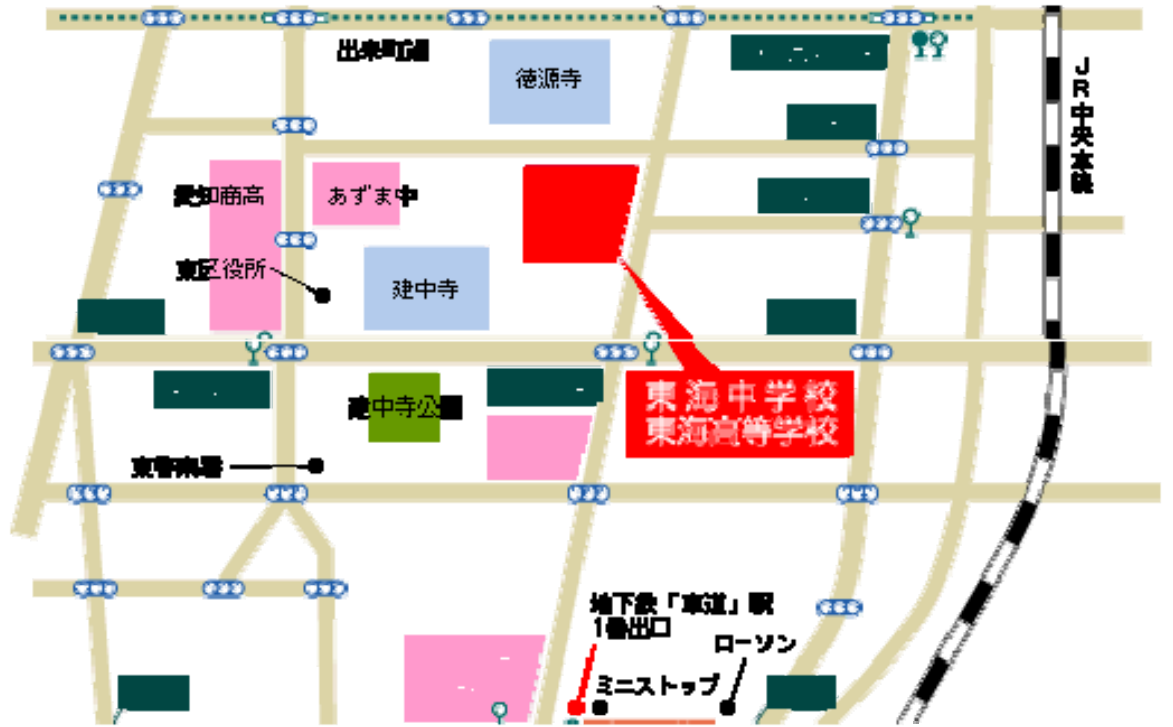 出来町通
徳源寺
JR中央本線
愛知商高
あずま中
東区役所
建中寺
建中寺公園
東海中学校
東海高等学校
東警察署
地下鉄「車道」駅
1番出口
ローソン
ミニストップ